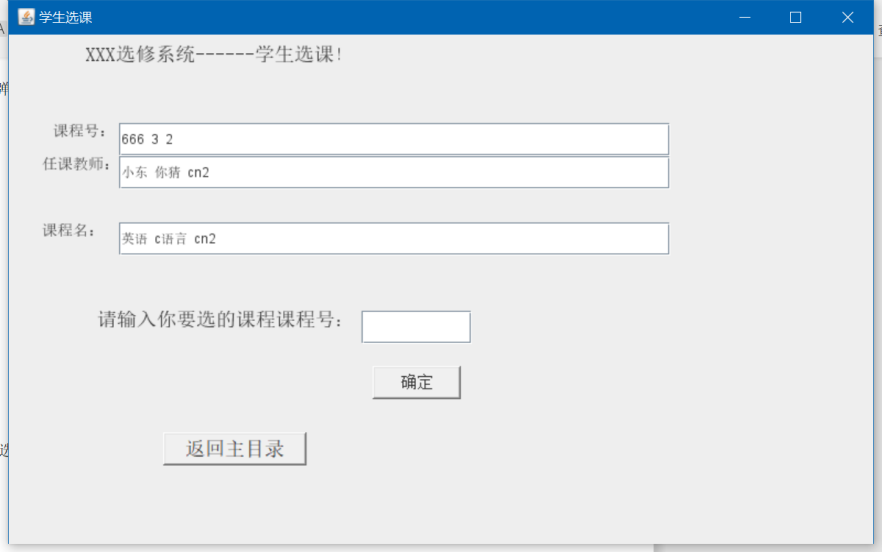 学生选课
XXX选修系统------学生选课!
课程号：
666 3 2
任课教师：
小东 你猜 cn2
课程名：
英语 c语言 cn2
请输入你要选的课程课程号：
确定
返回主目录